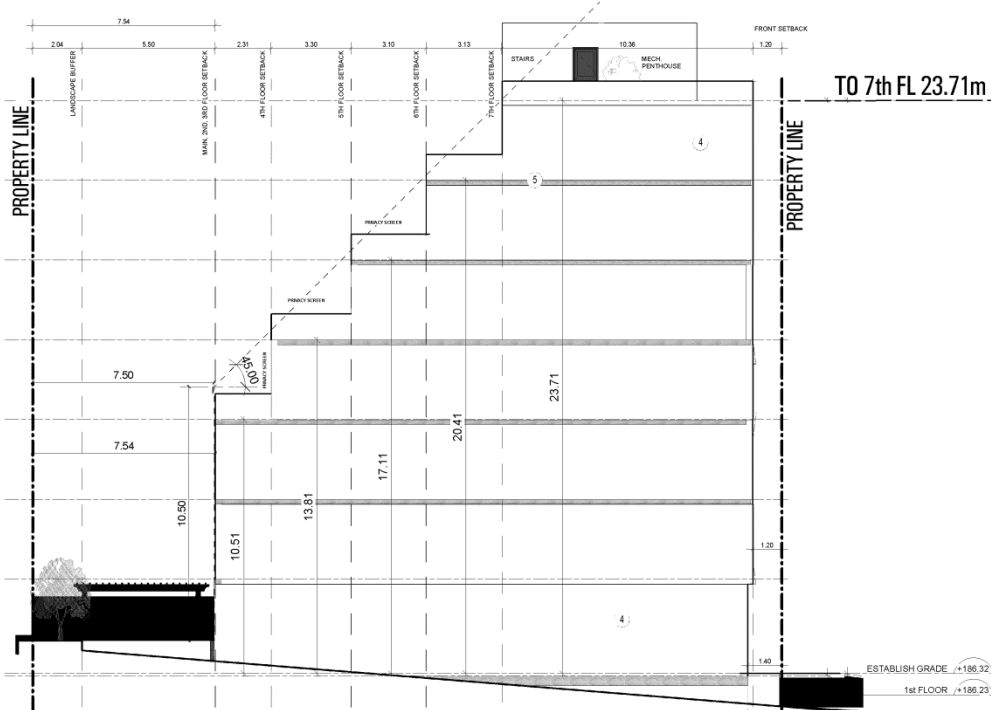 7.54
FRONT SETBACK
2.04
5.50
2.31
3.30
3.10
3.13
10.36
1.20
LANDSCAPE BUFFER
MAIN, 2ND, 3RD FLOOR SETBACK
4TH FLOOR SETBACK
5TH FLOOR SETBACK
6TH FLOOR SETBACK
7TH FLOOR SETBACK
STAIRS
MECH.
PENTHOUSE
TO 7th FL 23.71m
PROPERTY LINE
PROPERTY LINE
4
5
PRIVACY SCREEN
PRIVACY SCREEN
PRIVACY SCREEN
45.00
7.50
7.54
23.71
20.41
17.11
13.81
10.50
10.51
1.20
4
1.40
ESTABLISH GRADE +186.32
1st FLOOR +186.23